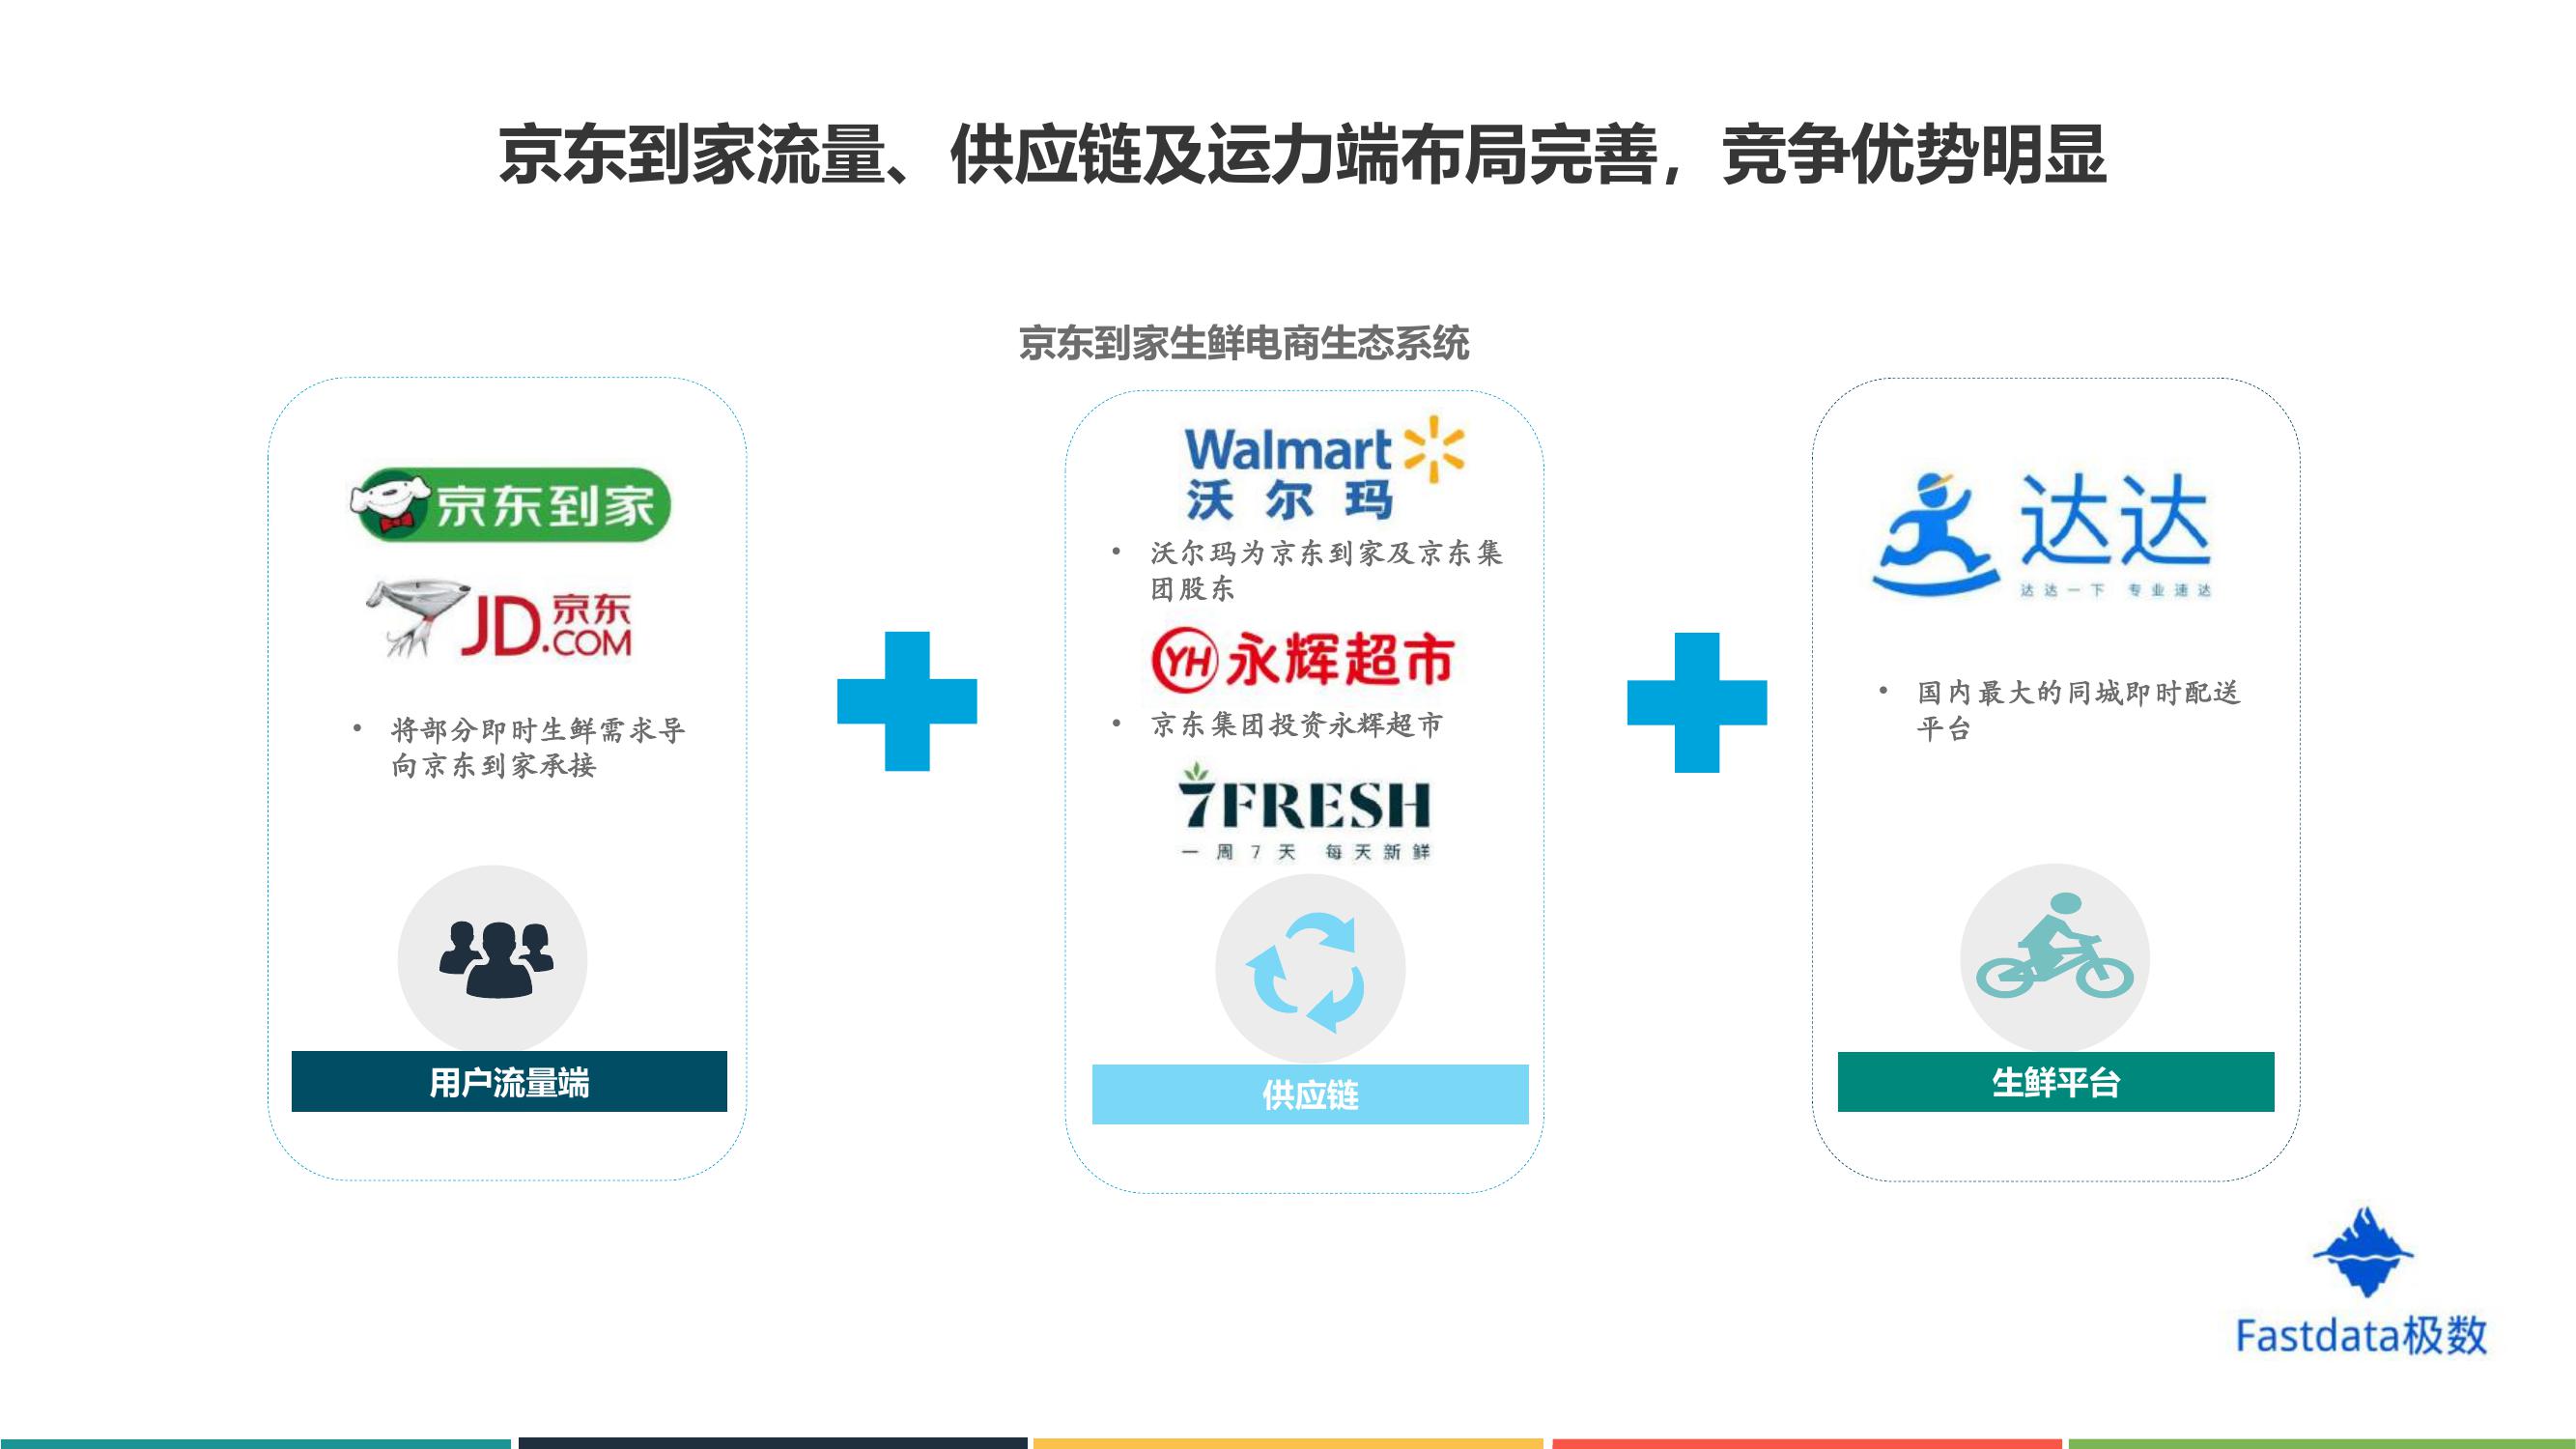 京东到家流量、供应链及运力端布局完善，竞争优势明显
京东到家生鲜电商生态系统
京东到家
JD.COM 京东
• 将部分即时生鲜需求导
向京东到家承接
用户流量端
Walmart
沃尔玛
• 沃尔玛为京东到家及京东集
团股东
YH 永辉超市
• 京东集团投资永辉超市
7FRESH
一周7天 每天新鲜
供应链
达达
达达一下 专业速达
• 国内最大的同城即时配送
平台
生鲜平台
Fastdata极数